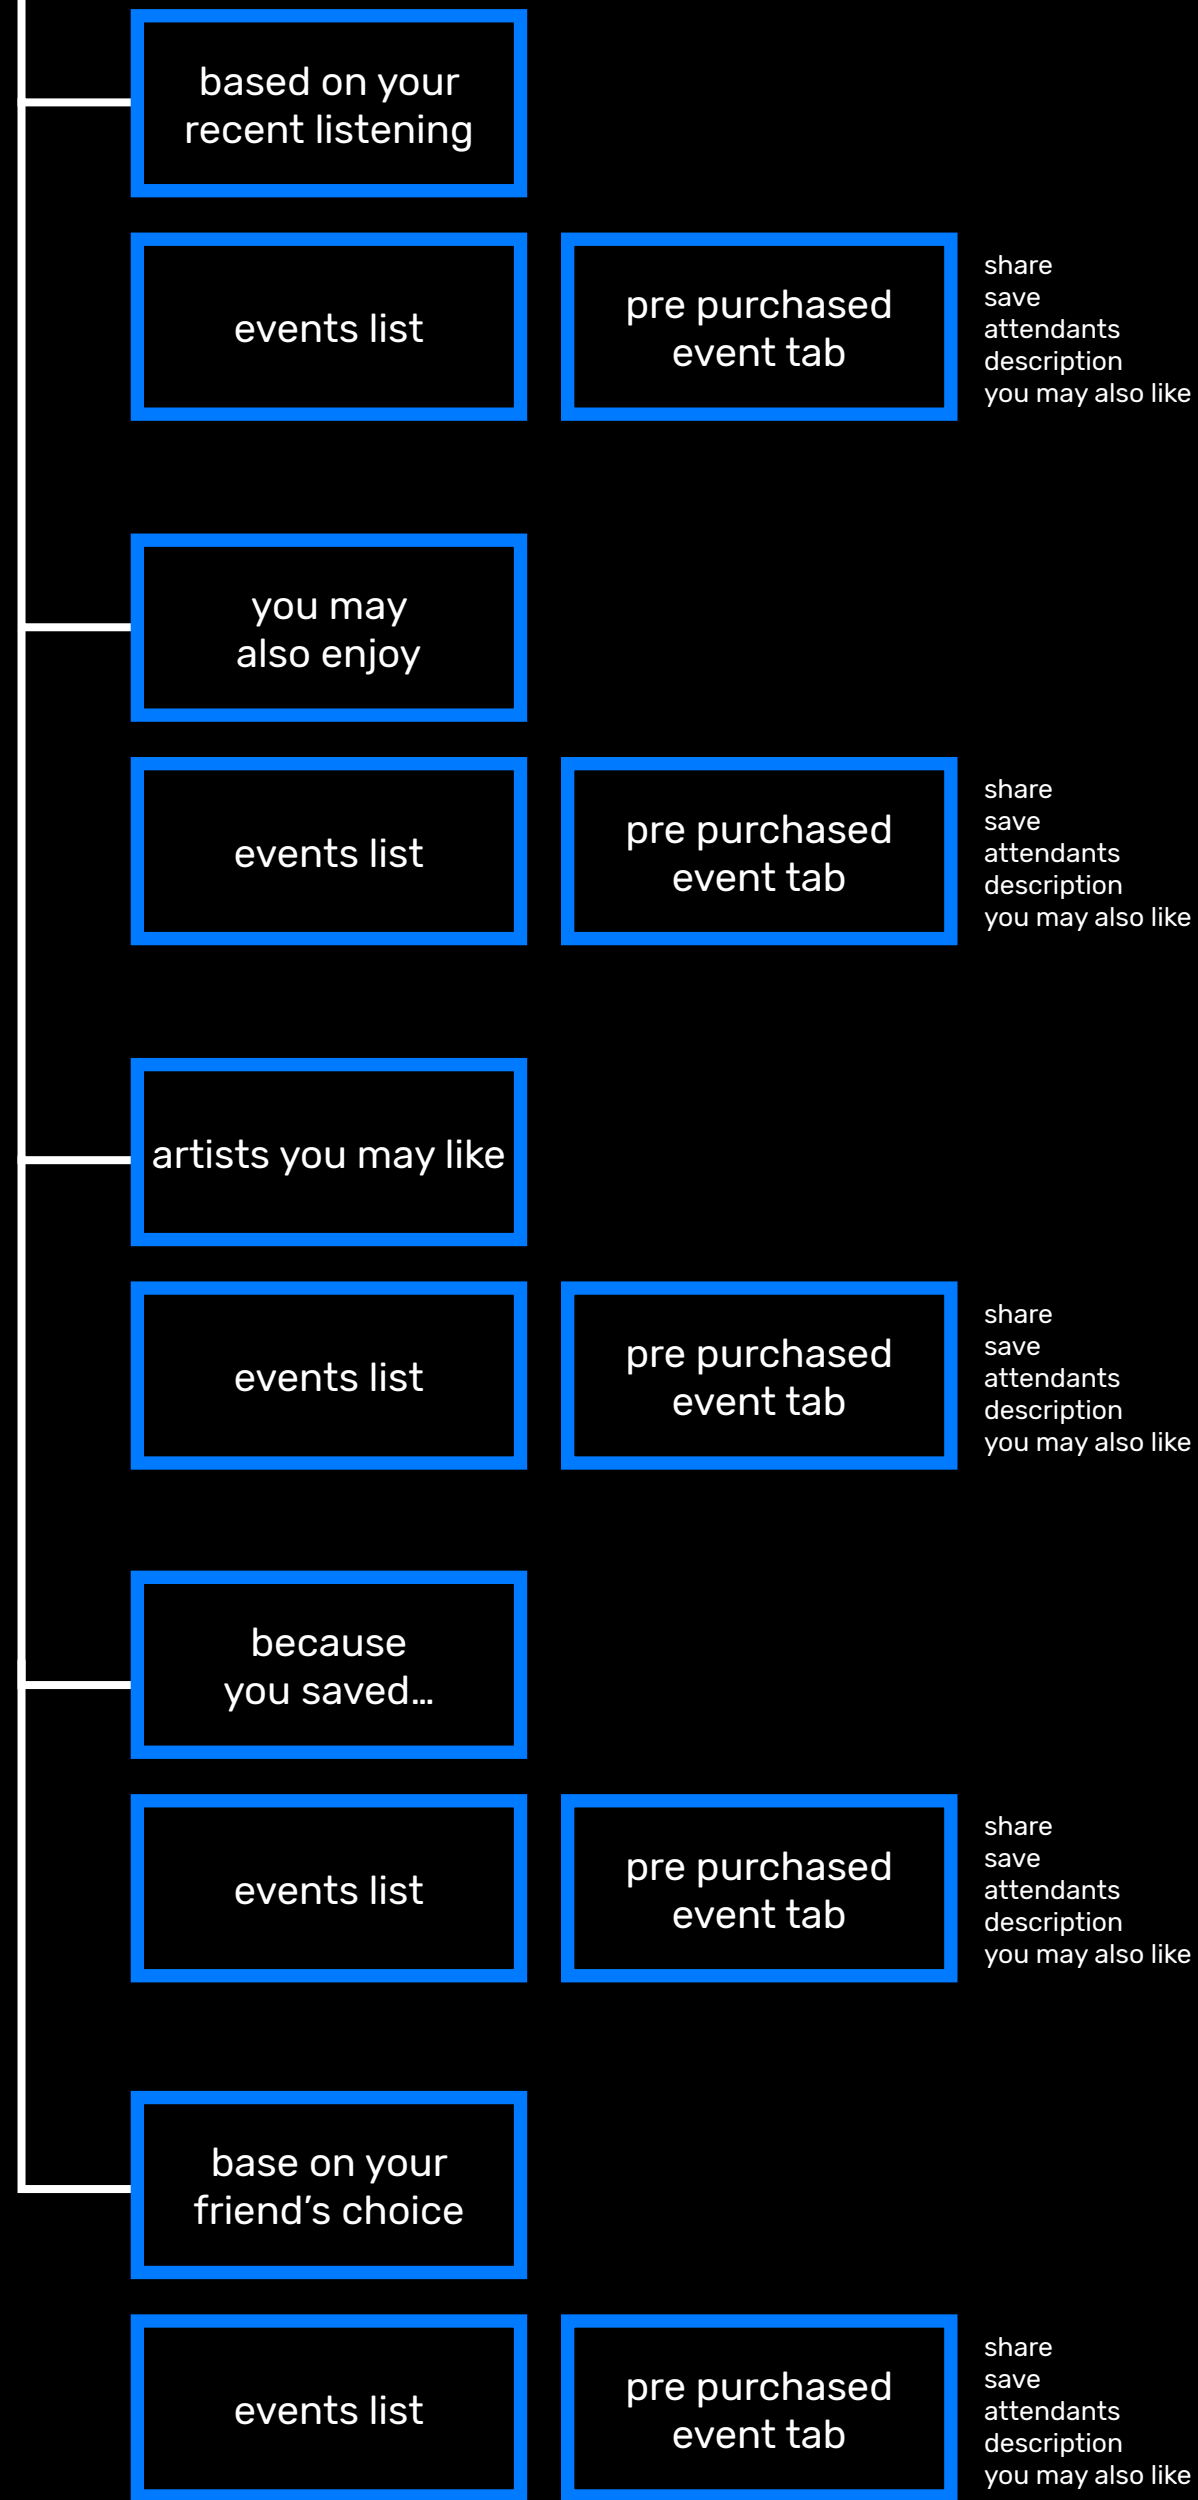 based on your
recent listening
events list
pre purchased
event tab
share
save
attendants
description
you may also like
you may
also enjoy
events list
pre purchased
event tab
share
save
attendants
description
you may also like
artists you may like
events list
pre purchased
event tab
share
save
attendants
description
you may also like
because
you saved...
events list
pre purchased
event tab
share
save
attendants
description
you may also like
base on your
friend’s choice
events list
pre purchased
event tab
share
save
attendants
description
you may also like